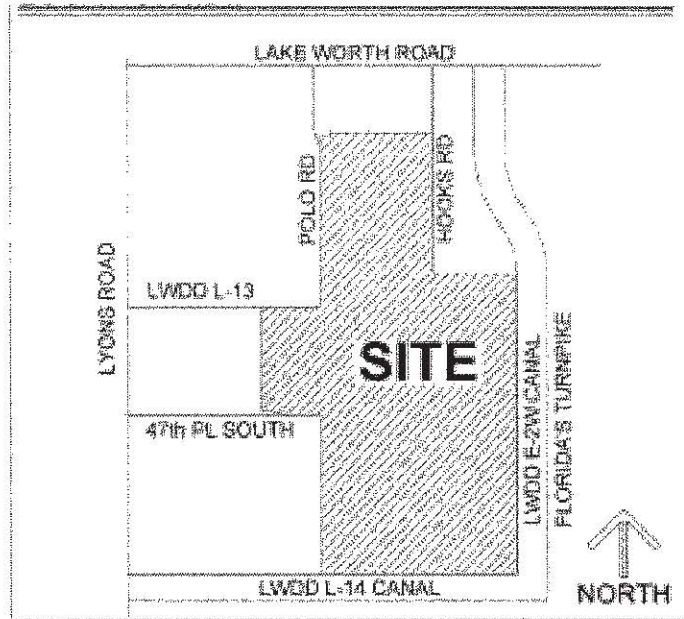 LAKE WORTH ROAD
POLO RD
HOOKS RD
LYONS ROAD
LWDD L-13
SITE
47th PL SOUTH
LWDD E-2W CANAL
FLORIDA'S TURNPIKE
LWDD L-14 CANAL
NORTH